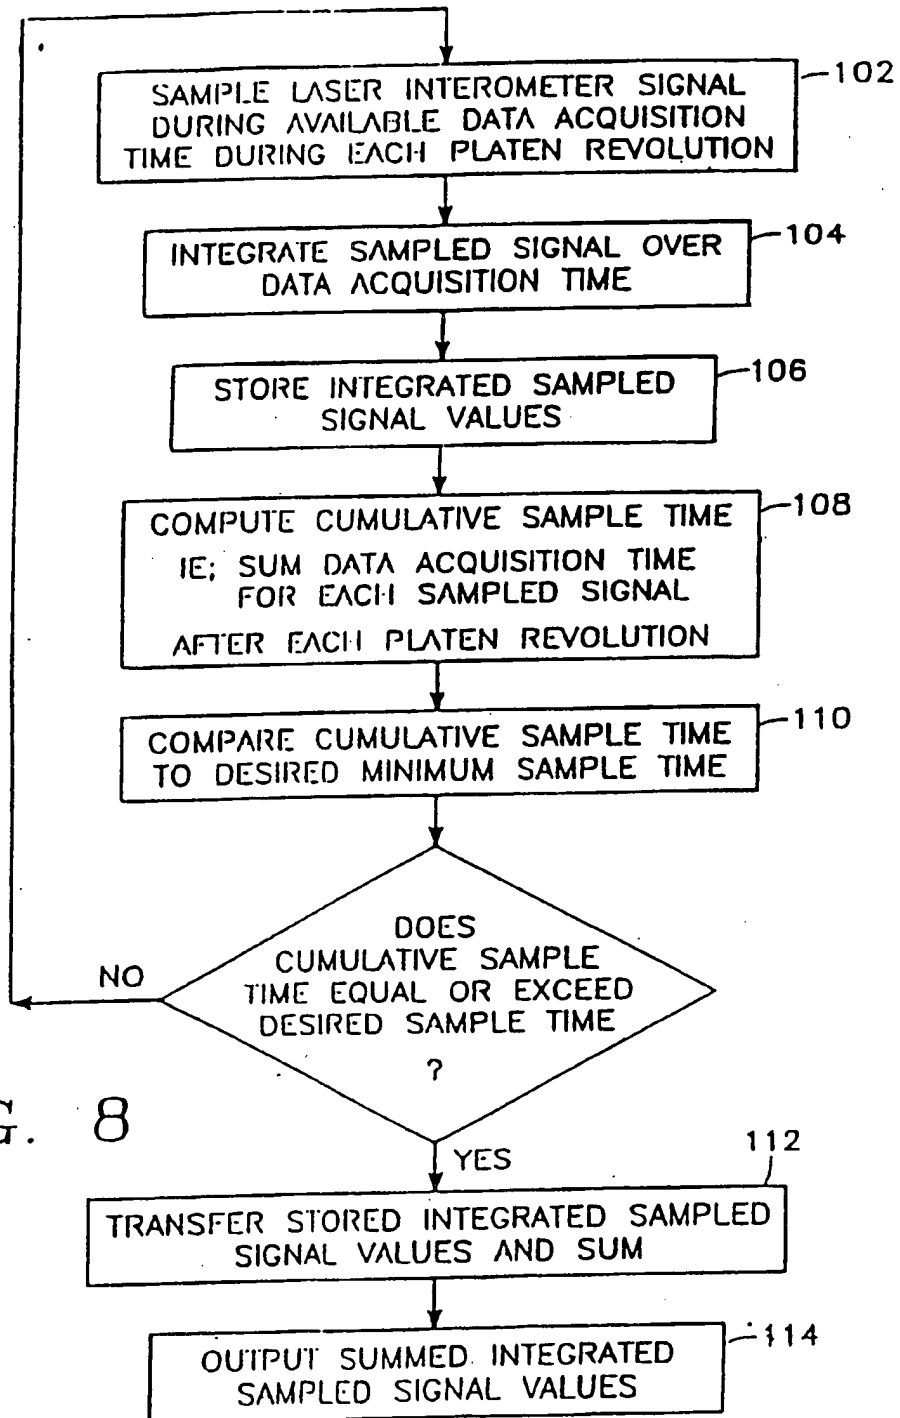 SAMPLE LASER INTEROMETER SIGNAL
DURING AVAILABLE DATA ACQUISITION
TIME DURING EACH PLATEN REVOLUTION
102
INTEGRATE SAMPLED SIGNAL OVER
DATA ACQUISITION TIME
104
STORE INTEGRATED SAMPLED
SIGNAL VALUES
106
COMPUTE CUMULATIVE SAMPLE TIME
IE; SUM DATA ACQUISITION TIME
FOR EACH SAMPLED SIGNAL
AFTER EACH PLATEN REVOLUTION
108
COMPARE CUMULATIVE SAMPLE TIME
TO DESIRED MINIMUM SAMPLE TIME
110
DOES
CUMULATIVE SAMPLE
TIME EQUAL OR EXCEED
DESIRED SAMPLE TIME
?
NO
G. 8
YES
112
TRANSFER STORED INTEGRATED SAMPLED
SIGNAL VALUES AND SUM
OUTPUT SUMMED INTEGRATED
SAMPLED SIGNAL VALUES
114